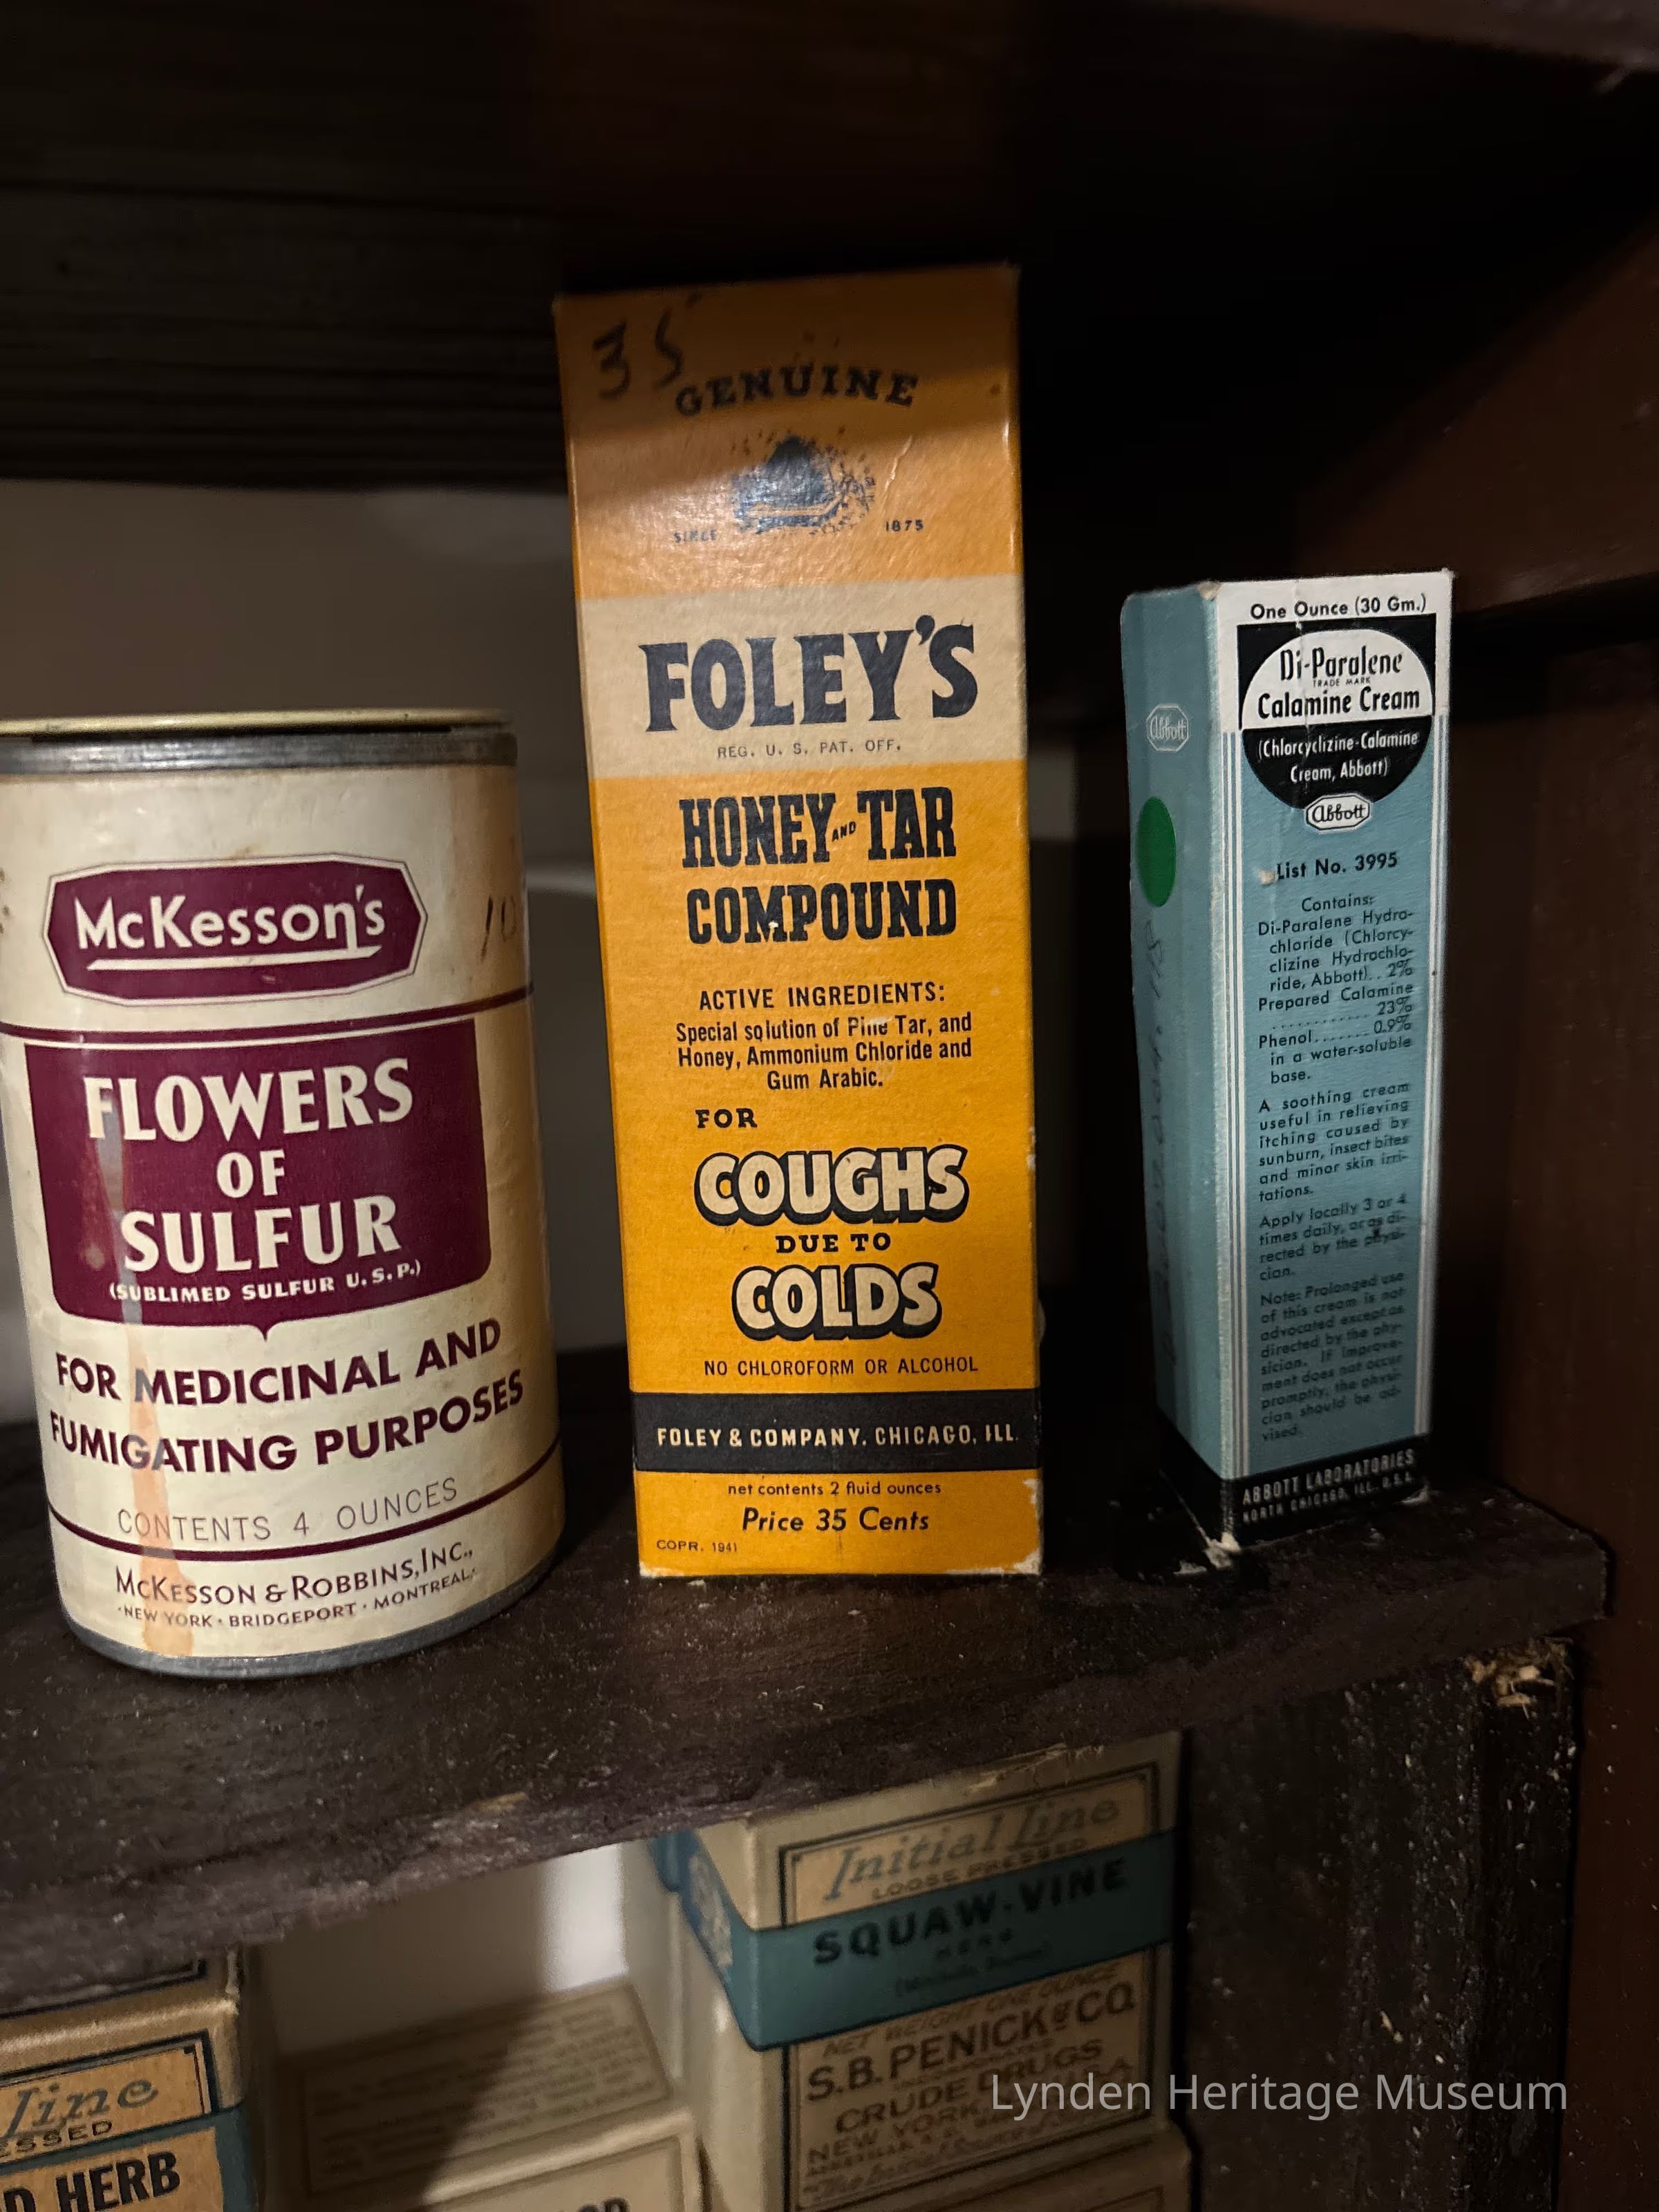 McKesson's
10
FLOWERS
OF
SULFUR
(SUBLIMED SULFUR U.S.P.)
FOR MEDICINAL AND
FUMIGATING PURPOSES
CONTENTS 4 OUNCES
McKESSON & ROBBINS, INC.,
·NEW YORK · BRIDGEPORT · MONTREAL·
35
GENUINE
SINCE 1875
FOLEY'S
REG. U. S. PAT. OFF.
HONEY AND TAR
COMPOUND
ACTIVE INGREDIENTS:
Special solution of Pine Tar, and
Honey, Ammonium Chloride and
Gum Arabic.
FOR
COUGHS
DUE TO
COLDS
NO CHLOROFORM OR ALCOHOL
FOLEY & COMPANY. CHICAGO, ILL.
net contents 2 fluid ounces
Price 35 Cents
COPR. 1941
Abbott
One Ounce (30 Gm.)
Di-Paralene
TRADE MARK
Calamine Cream
(Chlorcyclizine-Calamine
Cream, Abbott)
Abbott
List No. 3995
Contains:
Di-Paralene Hydro-
chloride (Chlorcy-
clizine Hydrochlo-
ride, Abbott). . 2%
Prepared Calamine
............ 23%
Phenol....... 0.9%
in a water-soluble
base.
A soothing cream
useful in relieving
itching caused by
sunburn, insect bites
and minor skin irri-
tations.
Apply locally 3 or 4
times daily, or as di-
rected by the physi-
cian.
Note: Prolonged use
of this cream is not
advocated except as
directed by the phy-
sician. If improve-
ment does not occur
promptly, the physi-
cian should be ad-
vised.
ABBOTT LABORATORIES
NORTH CHICAGO, ILL. U.S.A.
Initial Line
LOOSE PRESSED
SQUAW-VINE
HERB
NET WEIGHT ONE OUNCE
S.B. PENICK & CO.
CRUDE DRUGS
NEW YORK
Line
ESSED
D HERB
Lynden Heritage Museum